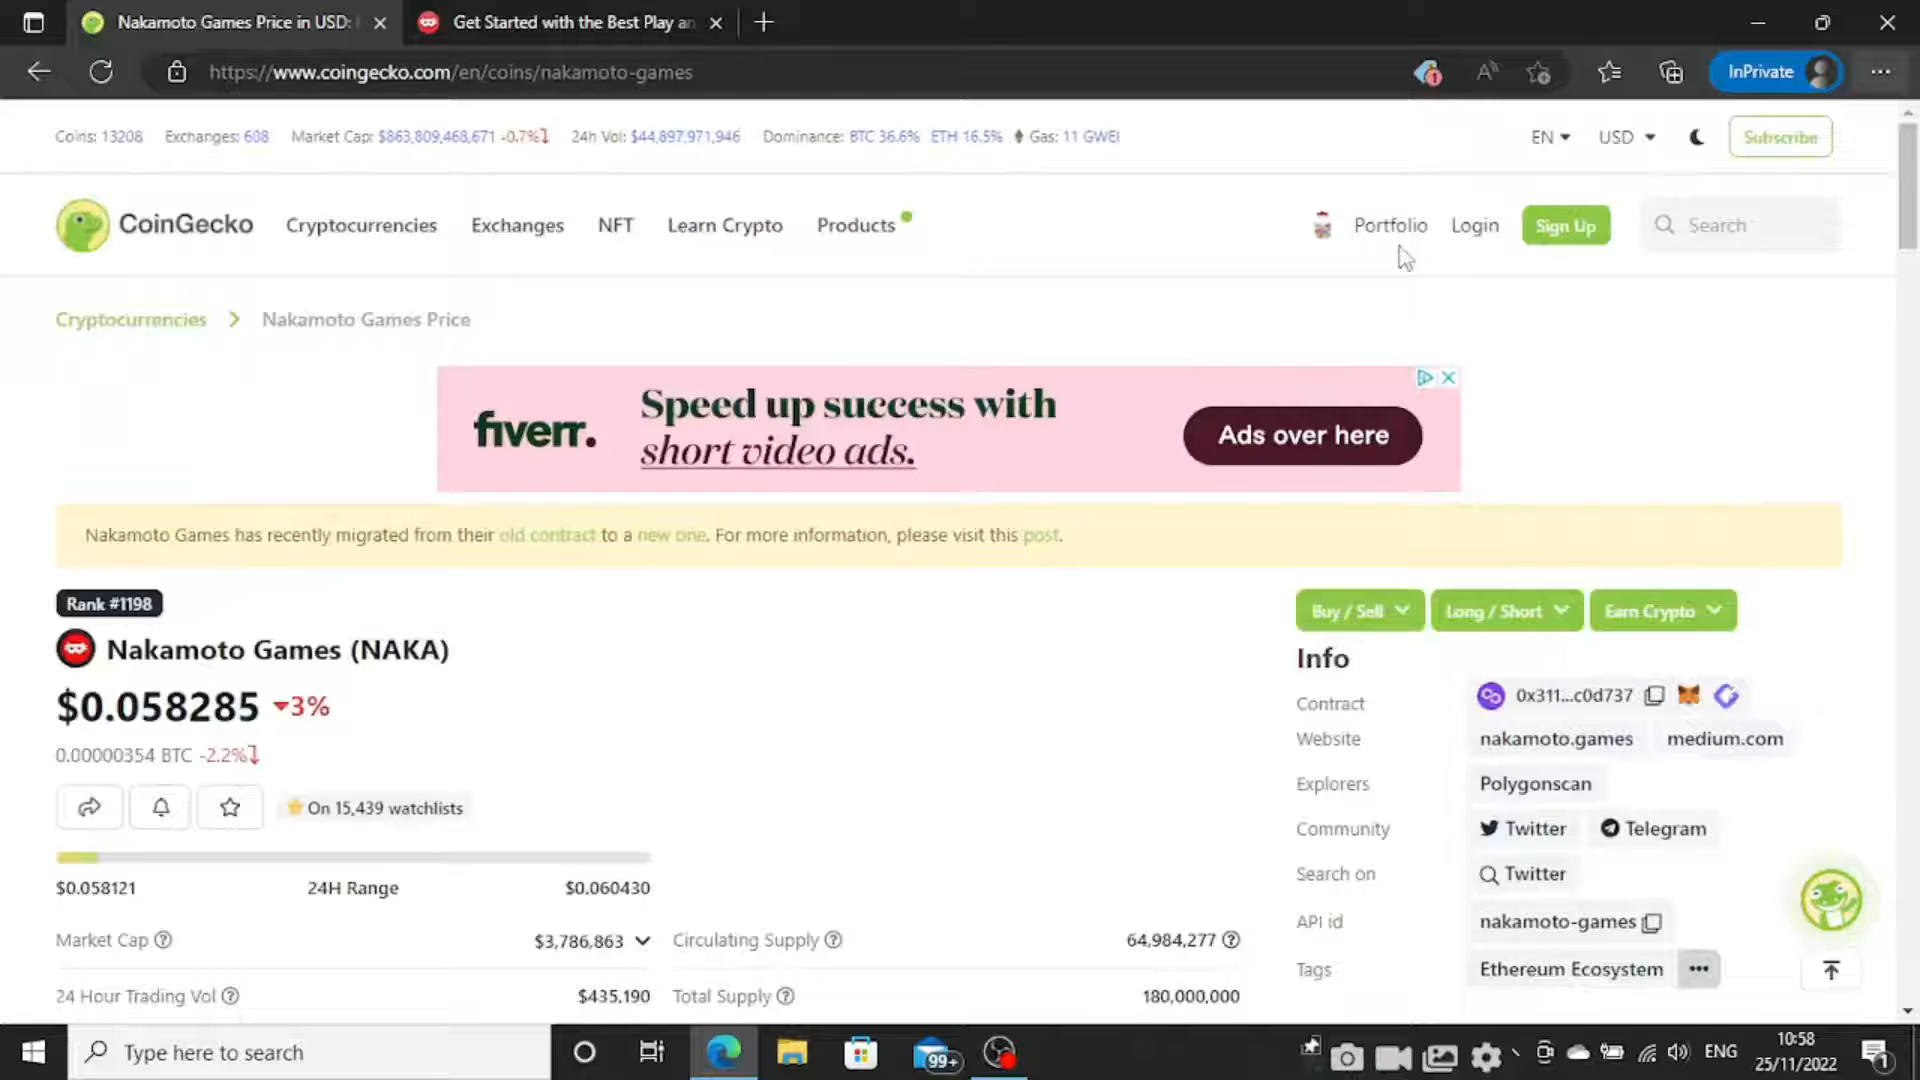 Nakamoto Games Price in USD:
Get Started with the Best Play an
https://www.coingecko.com/en/coins/nakamoto-games
1
InPrivate
Coins: 13208 Exchanges: 608 Market Cap: $863,809,468,671 -0.7% 24h Vol: $44,897,971,946 Dominance: BTC 36.6% ETH 16.5% Gas: 11 GWEI
EN USD Subscribe
CoinGecko Cryptocurrencies Exchanges NFT Learn Crypto Products Portfolio Login Sign Up Search
Cryptocurrencies Nakamoto Games Price
fiverr.
Speed up success with
short video ads.
Ads over here
Nakamoto Games has recently migrated from their old contract to a new one. For more information, please visit this post.
Rank #1198
Nakamoto Games (NAKA)
$0.058285 3%
0.00000354 BTC -2.2%
On 15,439 watchlists
$0.058121 24H Range $0.060430
Market Cap $3,786,863 Circulating Supply 64,984,277
24 Hour Trading Vol $435,190 Total Supply 180,000,000
Buy / Sell Long / Short Earn Crypto
Info
Contract 0x311...c0d737
Website nakamoto.games medium.com
Explorers Polygonscan
Community Twitter Telegram
Search on Twitter
API id nakamoto-games
Tags Ethereum Ecosystem
Type here to search
99+
ENG
10:58
25/11/2022
1